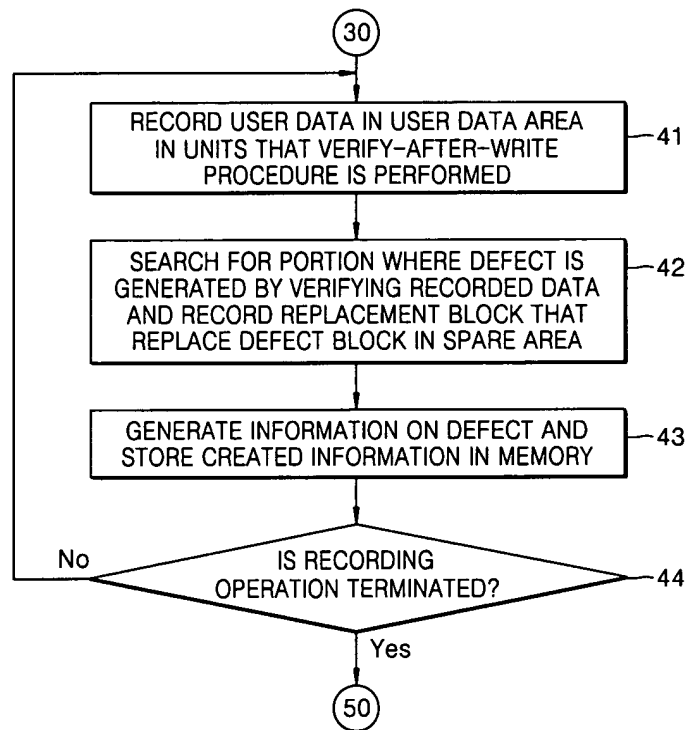 30
RECORD USER DATA IN USER DATA AREA
IN UNITS THAT VERIFY-AFTER-WRITE
PROCEDURE IS PERFORMED
41
SEARCH FOR PORTION WHERE DEFECT IS
GENERATED BY VERIFYING RECORDED DATA
AND RECORD REPLACEMENT BLOCK THAT
REPLACE DEFECT BLOCK IN SPARE AREA
42
GENERATE INFORMATION ON DEFECT AND
STORE CREATED INFORMATION IN MEMORY
43
No
IS RECORDING
OPERATION TERMINATED?
44
Yes
50